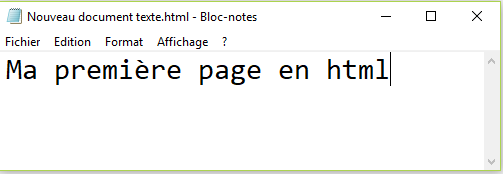 Nouveau document texte.html - Bloc-notes
Fichier Edition Format Affichage ?
Ma première page en html